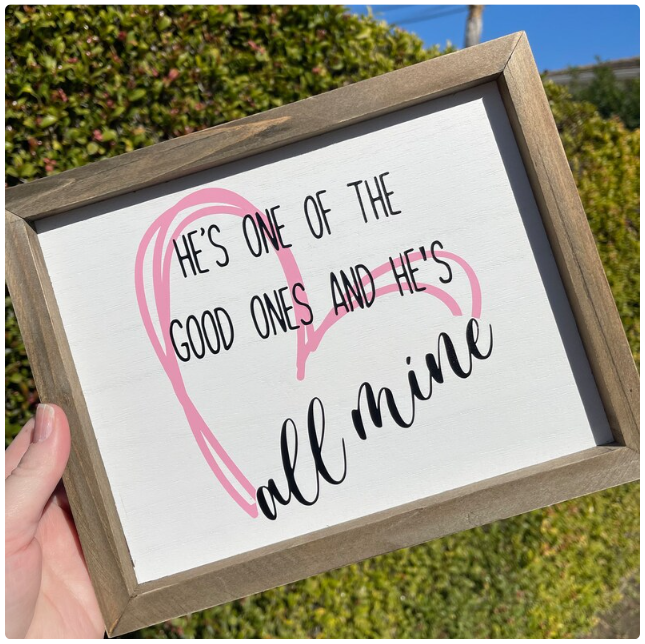 HE'S ONE OF THE
GOOD ONES AND HE'S
all mine